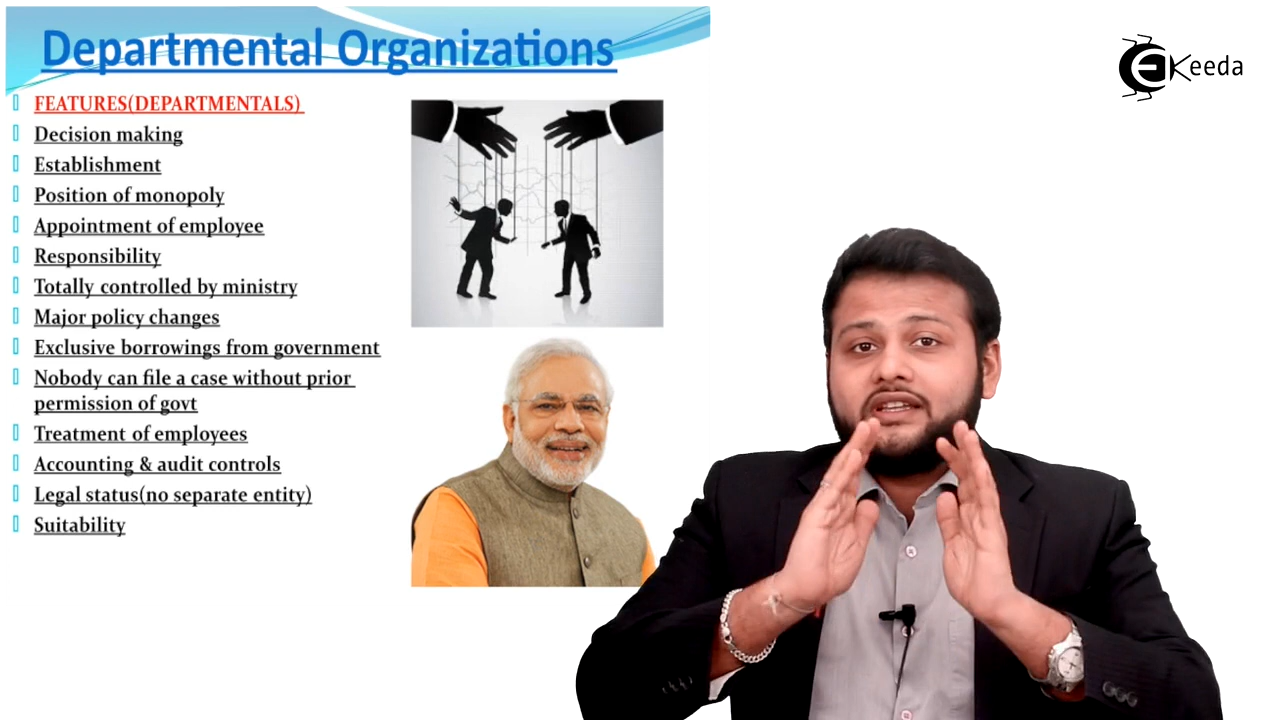 Departmental Organizations
FEATURES(DEPARTMENTALS)
Decision making
Establishment
Position of monopoly
Appointment of employee
Responsibility
Totally controlled by ministry
Major policy changes
Exclusive borrowings from government
Nobody can file a case without prior
permission of govt
Treatment of employees
Accounting & audit controls
Legal status(no separate entity)
Suitability
EKeeda